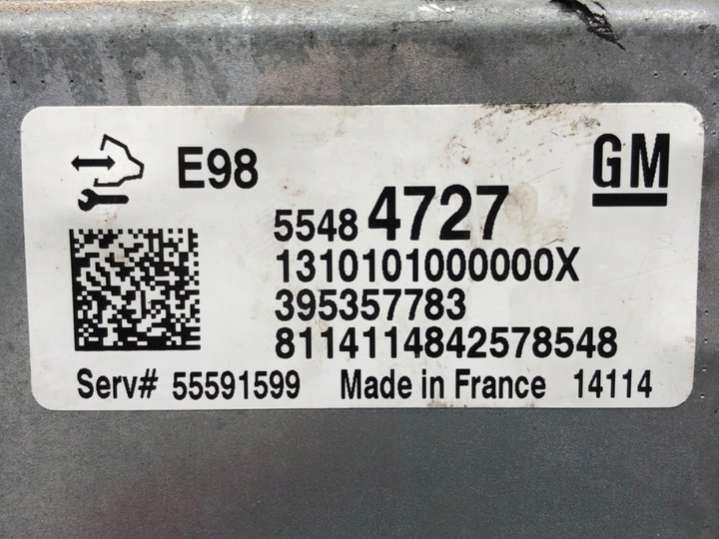 E98
GM
5548 4727
1310101000000X
395357783
8114114842578548
Serv# 55591599 Made in France 14114